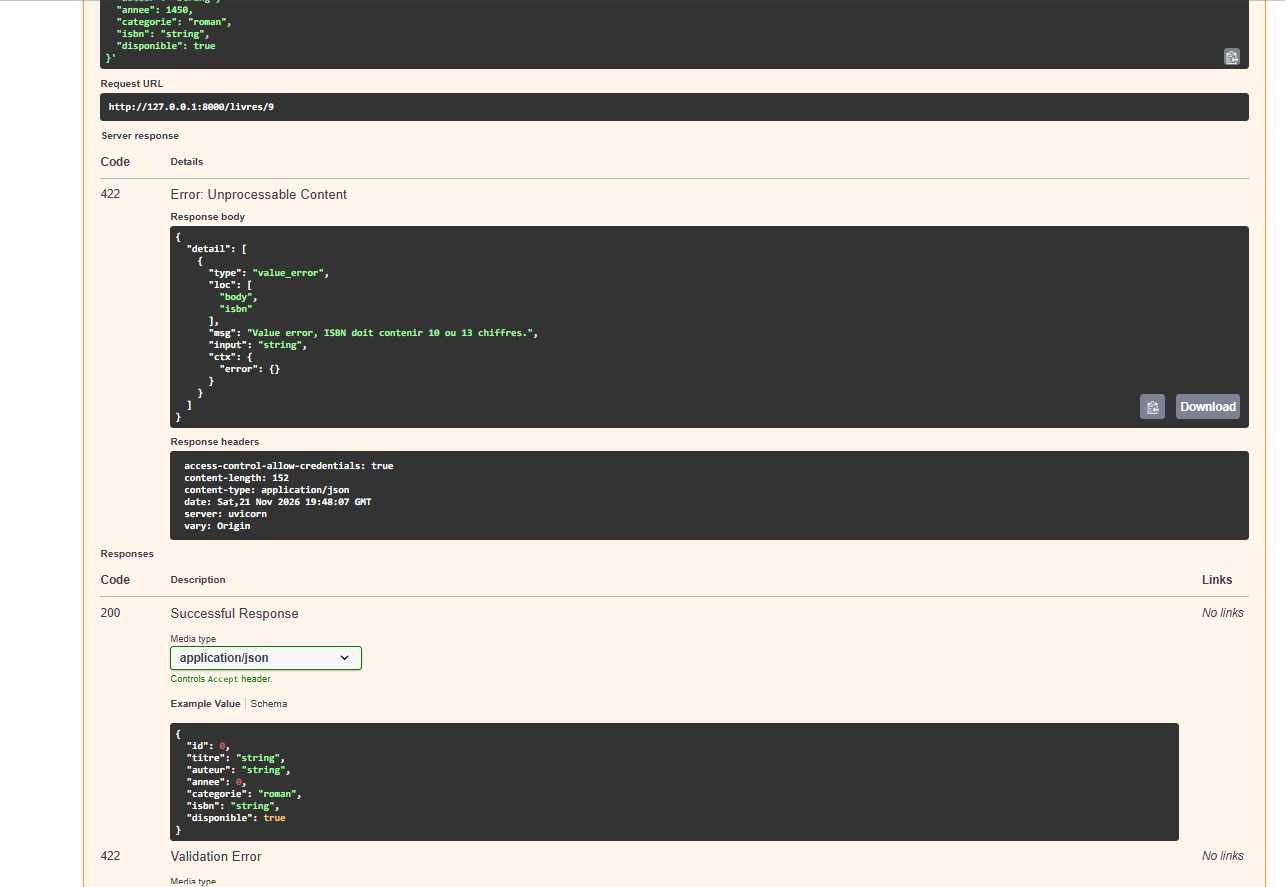 "annee": 1450,
"categorie": "roman",
"isbn": "string",
"disponible": true
}'
Request URL
http://127.0.0.1:8000/livres/9
Server response
Code Details
422 Error: Unprocessable Content
Response body
{
"detail": [
{
"type": "value_error",
"loc": [
"body",
"isbn"
],
"msg": "Value error, ISBN doit contenir 10 ou 13 chiffres.",
"input": "string",
"ctx": {
"error": {}
}
}
]
}
Download
Response headers
access-control-allow-credentials: true
content-length: 152
content-type: application/json
date: Sat,21 Nov 2026 19:48:07 GMT
server: uvicorn
vary: Origin
Responses
Code Description Links
200 Successful Response No links
Media type
application/json
Controls Accept header.
Example Value Schema
{
"id": 0,
"titre": "string",
"auteur": "string",
"annee": 0,
"categorie": "roman",
"isbn": "string",
"disponible": true
}
422 Validation Error No links
Media type